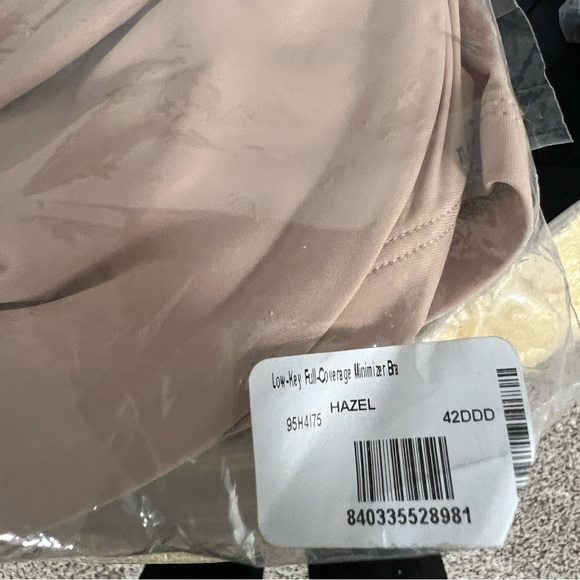 Low-Key Full-Coverage Minimizer Bra
95H4175 HAZEL 42DDD
840335528981